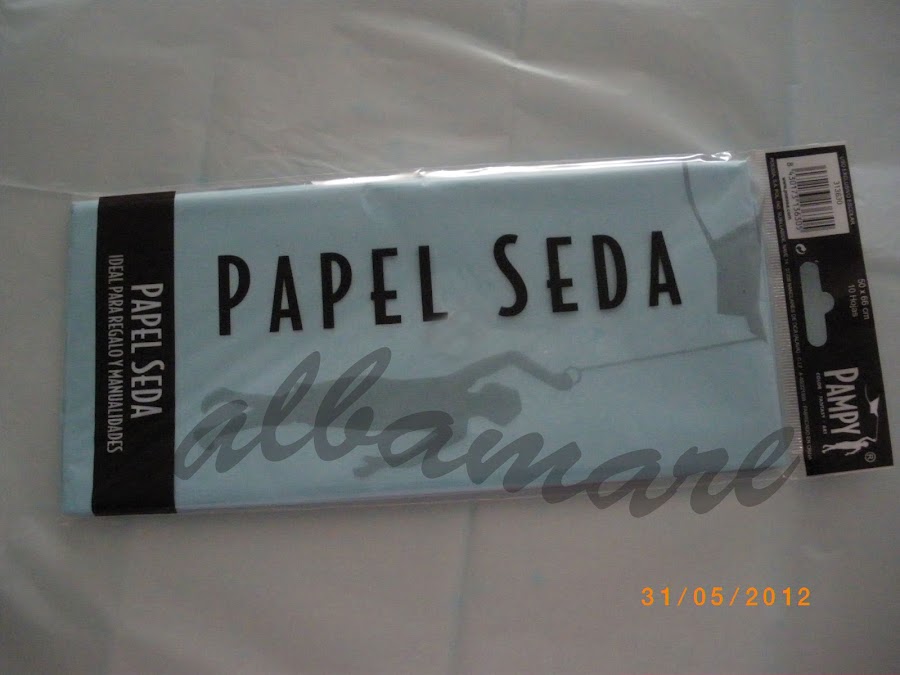 PAPEL SEDA
PAPEL SEDA
IDEAL PARA REGALO Y MANUALIDADES
50 x 66 cm
10 Hojas
PAMPY ®
albamare
31/05/2012